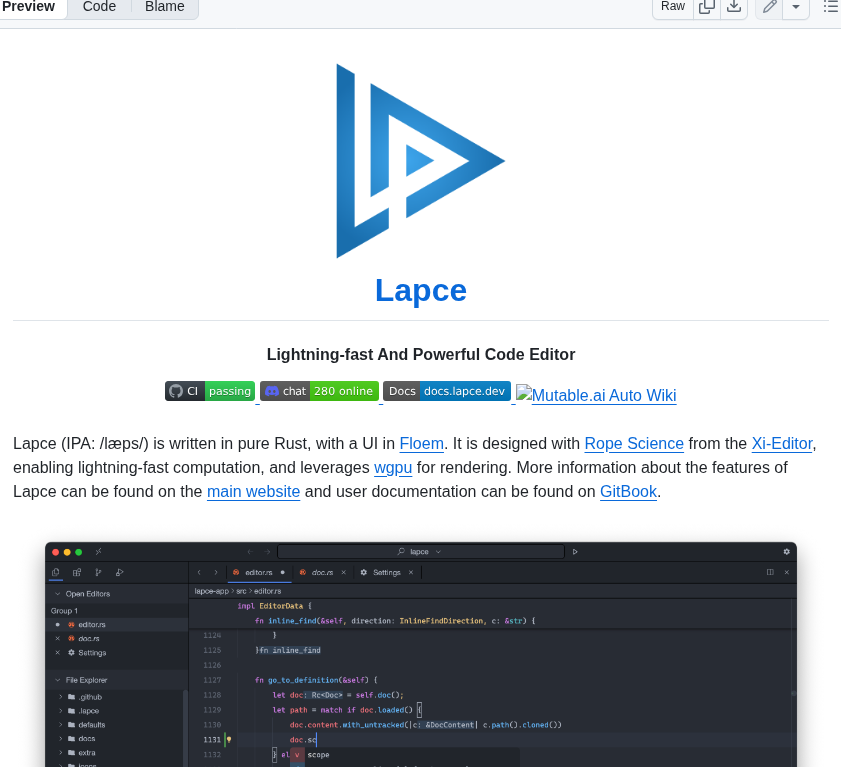 Preview Code Blame Raw
Lapce
Lightning-fast And Powerful Code Editor
CI passing chat 280 online Docs docs.lapce.dev Mutable.ai Auto Wiki
Lapce (IPA: /læps/) is written in pure Rust, with a UI in Floem. It is designed with Rope Science from the Xi-Editor,
enabling lightning-fast computation, and leverages wgpu for rendering. More information about the features of
Lapce can be found on the main website and user documentation can be found on GitBook.
lapce
editor.rs doc.rs Settings
Open Editors
Group 1
editor.rs
doc.rs
Settings
File Explorer
.github
.lapce
defaults
docs
extra
icons
lapce-app > src > editor.rs
impl EditorData {
fn inline_find(&self, direction: InlineFindDirection, c: &str) {
1124 }
1125 }fn inline_find
1126
1127 fn go_to_definition(&self) {
1128 let doc: Rc<Doc> = self.doc();
1129 let path = match if doc.loaded() {
1130 doc.content.with_untracked(|c: &DocContent| c.path().cloned())
1131 doc.sc
1132 } el v scope